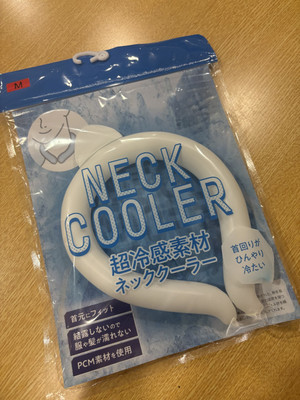 M
NECK
COOLER
超冷感素材
ネッククーラー
首回りが
ひんやり
冷たい
首元にフィット
結露しないので
服や髪が濡れない
PCM素材を使用